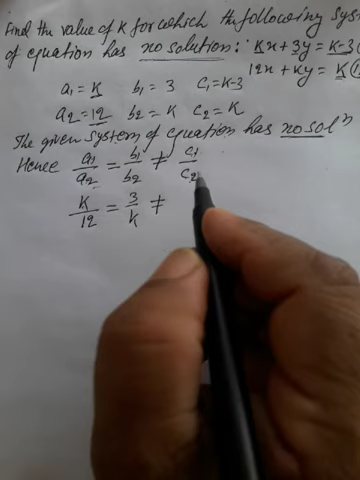 Find the value of K for which the following sys
of equation has no solution: Kx + 3y = K-3
12x + Ky = K
a1 = K b1 = 3 C1 = K-3
a2 = 12 b2 = K C2 = K
The given system of equation has no solⁿ
Hence a1/a2 = b1/b2 ≠ C1/C2
K/12 = 3/K ≠